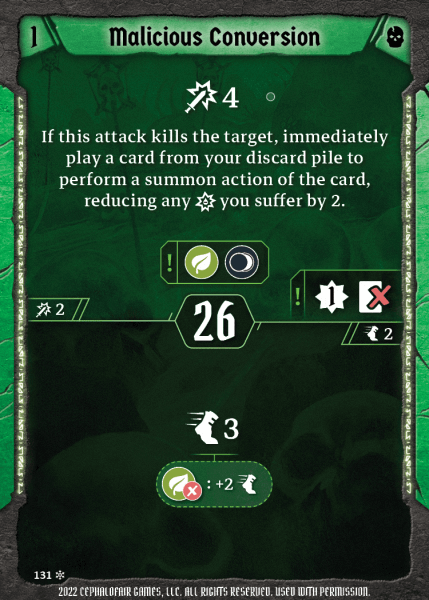 1 Malicious Conversion
4
If this attack kills the target, immediately
play a card from your discard pile to
perform a summon action of the card,
reducing any you suffer by 2.
! 
! 1
2
26
2
3
: +2
131
2022 CEPHALOFAIR GAMES, LLC. ALL RIGHTS RESERVED. USED WITH PERMISSION.